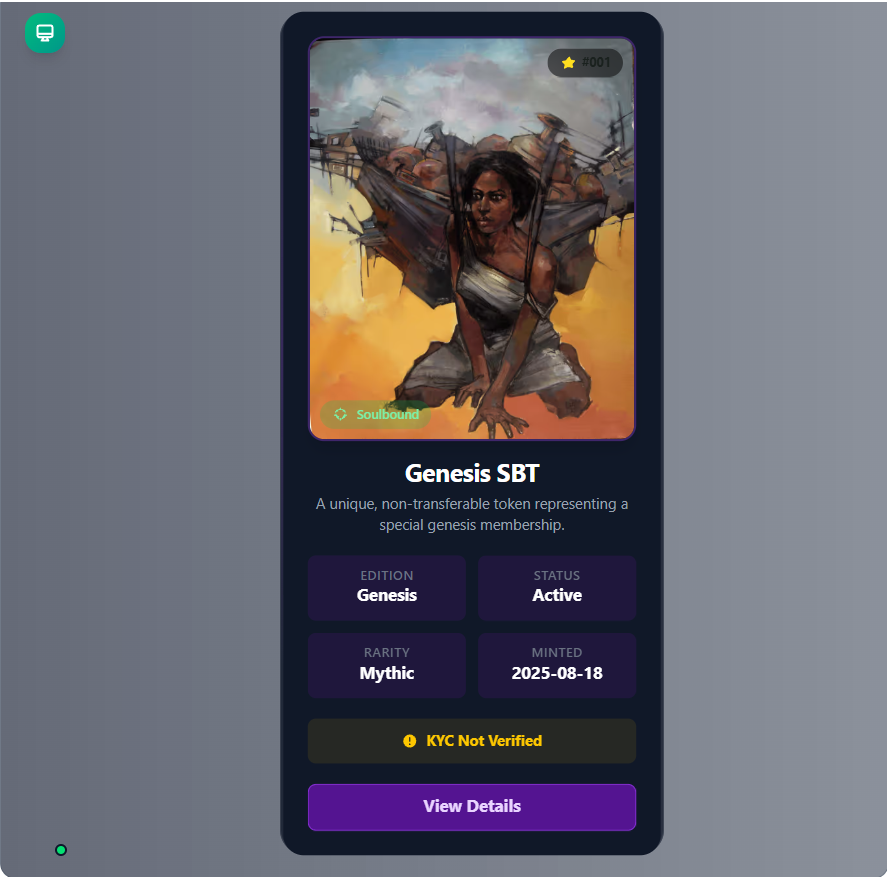 #001
Soulbound
Genesis SBT
A unique, non-transferable token representing a
special genesis membership.
EDITION
Genesis
STATUS
Active
RARITY
Mythic
MINTED
2025-08-18
KYC Not Verified
View Details